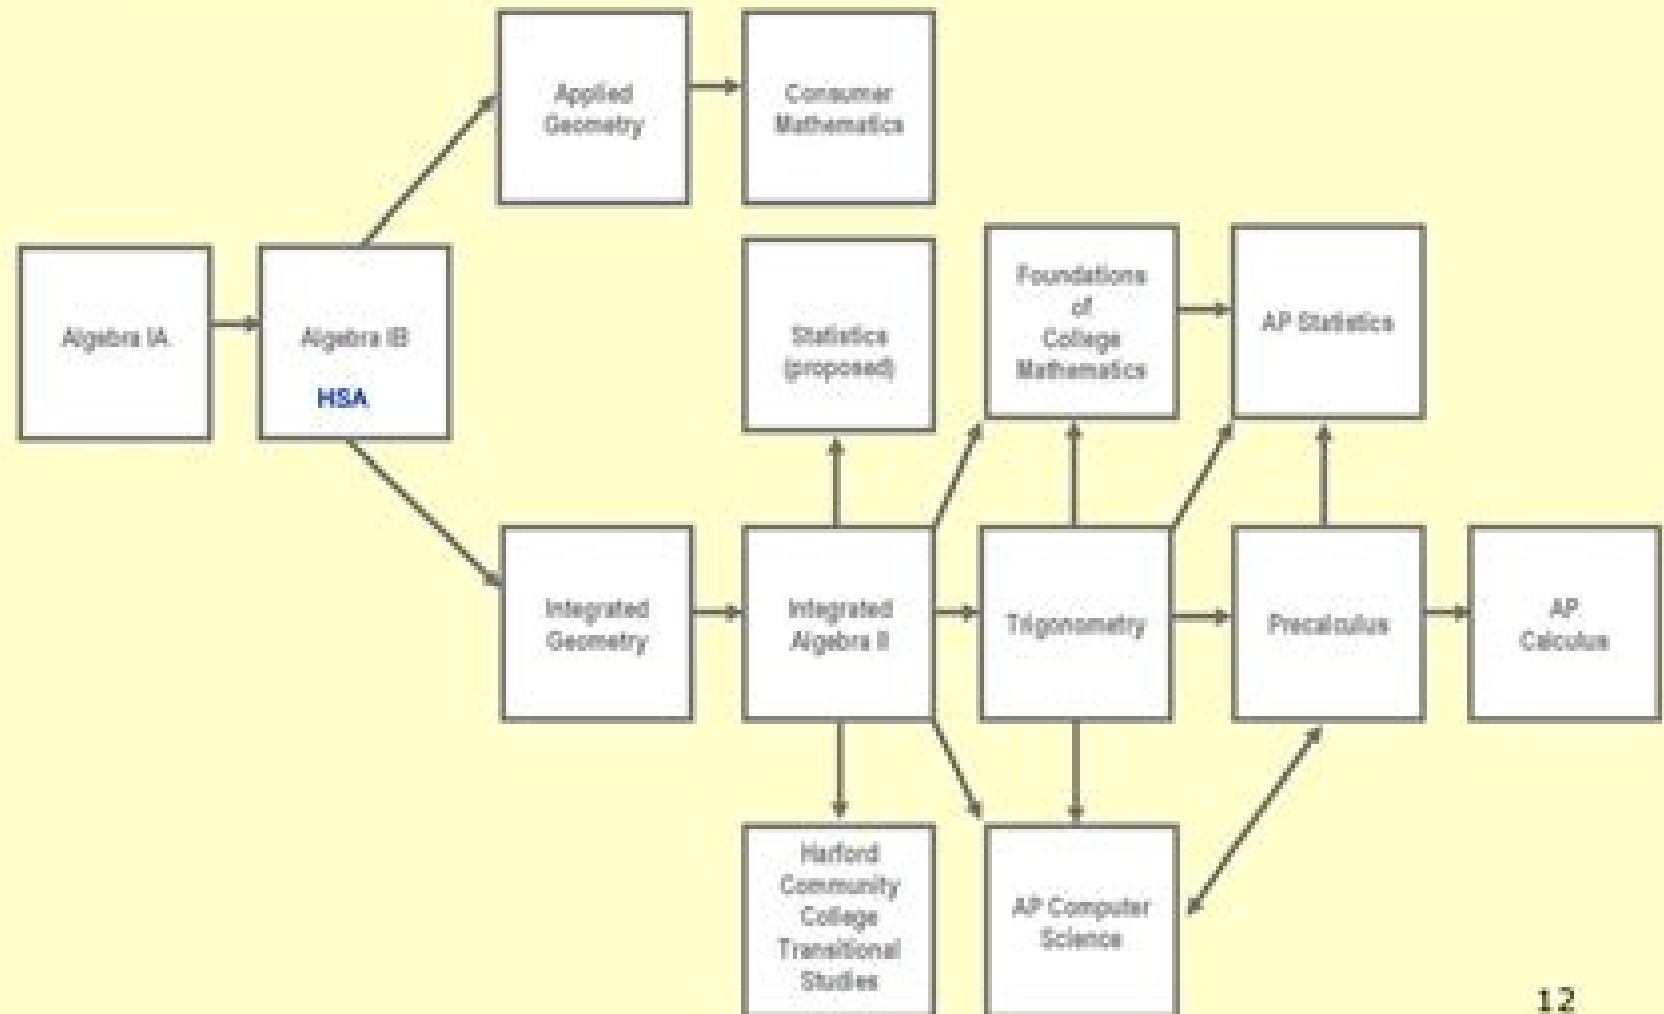 Applied
Geometry
Consumer
Mathematics
Algebra IA
Algebra IB
HSA
Statistics
(proposed)
Foundations
of
College
Mathematics
AP Statistics
Integrated
Geometry
Integrated
Algebra II
Trigonometry
Precalculus
AP
Calculus
Harford
Community
College
Transitional
Studies
AP Computer
Science
12